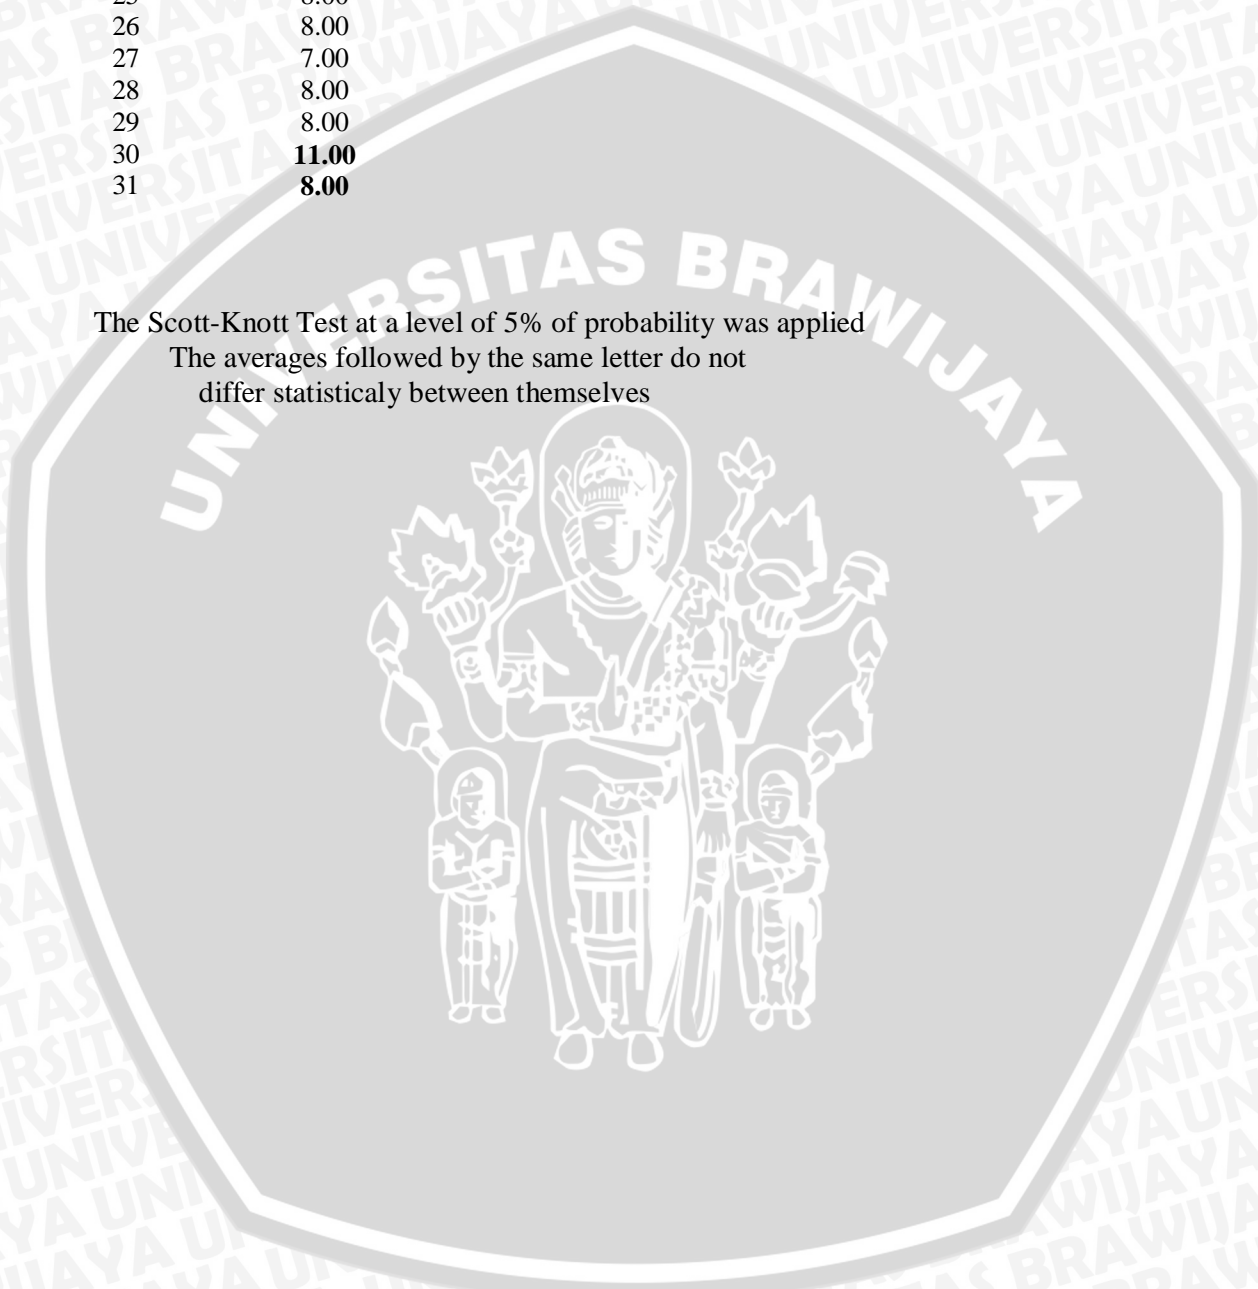 26 8.00
27 7.00
28 8.00
29 8.00
30 11.00
31 8.00
UNIVERSITAS BRAWIJAYA
The Scott-Knott Test at a level of 5% of probability was applied
The averages followed by the same letter do not
differ statisticaly between themselves